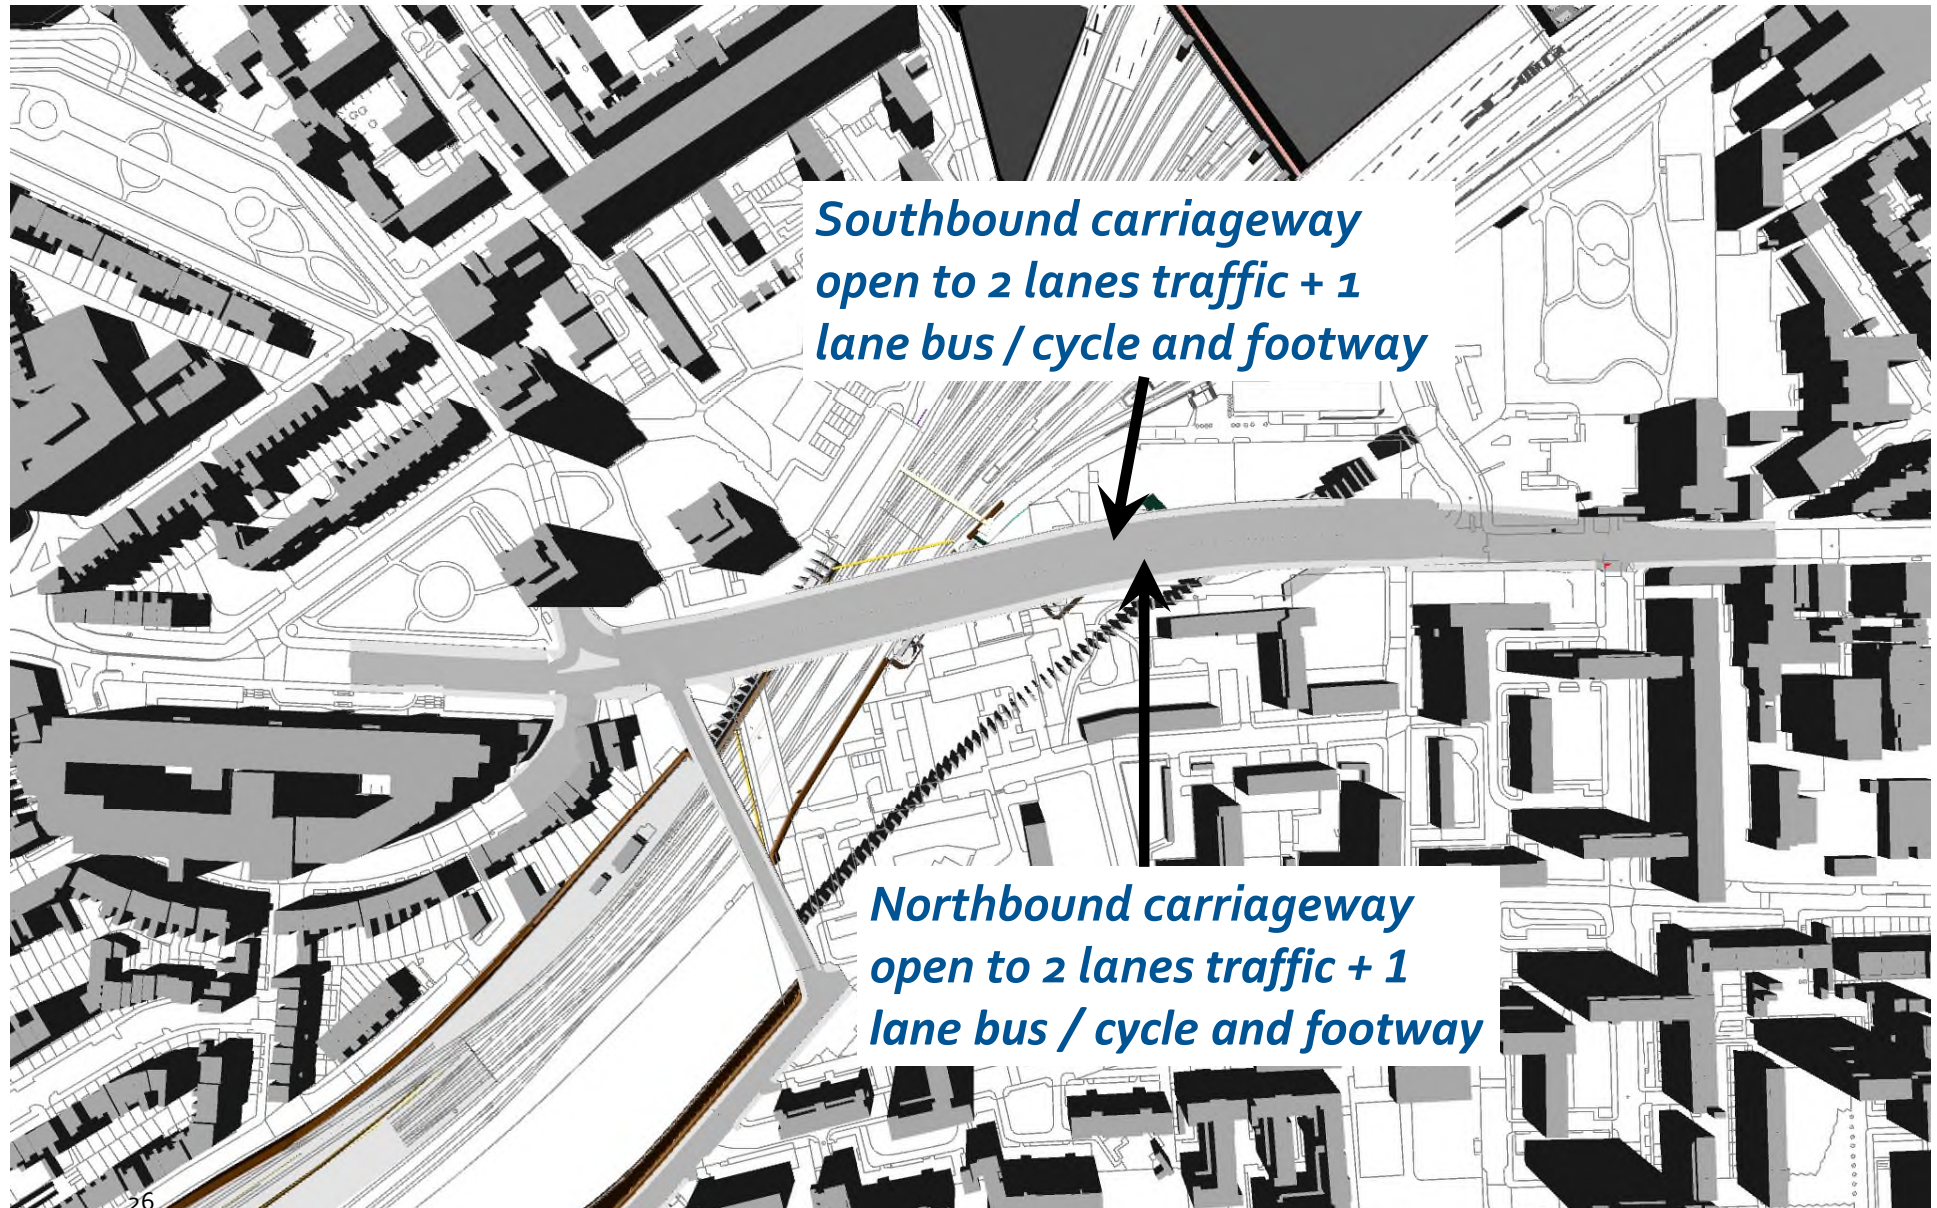 Southbound carriageway
open to 2 lanes traffic + 1
lane bus / cycle and footway
Northbound carriageway
open to 2 lanes traffic + 1
lane bus / cycle and footway
26